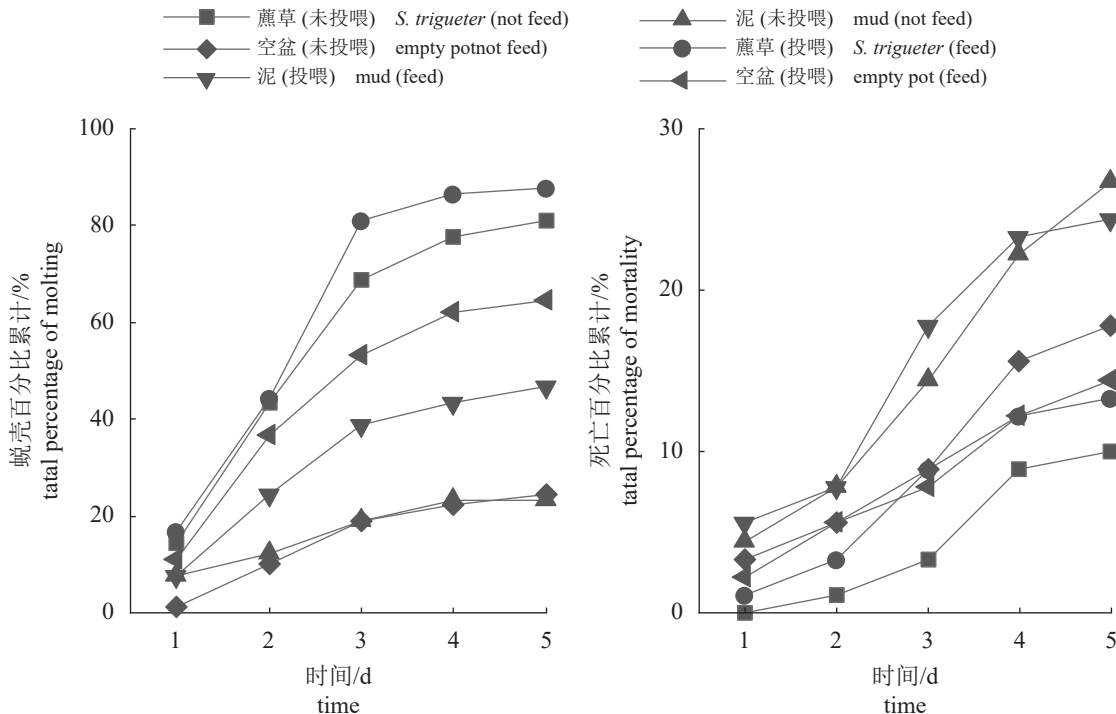 蔗草 (未投喂) S. trigueter (not feed)
空盆 (未投喂) empty potnot feed)
泥 (投喂) mud (feed)
泥 (未投喂) mud (not feed)
蔗草 (投喂) S. trigueter (feed)
空盆 (投喂) empty pot (feed)
蜕壳百分比累计/%
tatal percentage of molting
100
80
60
40
20
0
1 2 3 4 5
时间/d
time
死亡百分比累计/%
tatal percentage of mortality
30
20
10
0
1 2 3 4 5
时间/d
time